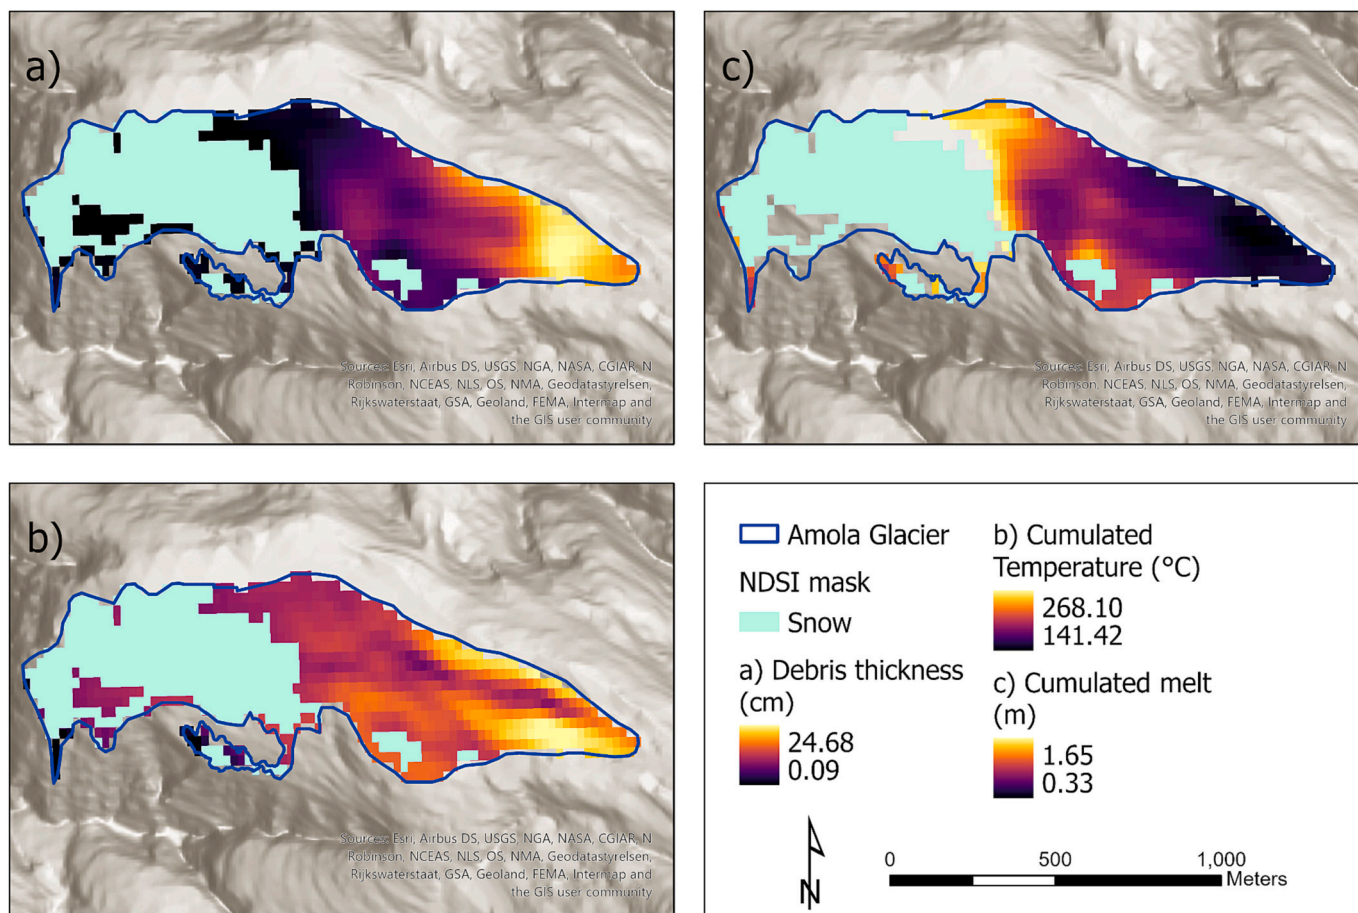 a)
Sources: Esri, Airbus DS, USGS, NGA, NASA, CGIAR, N
Robinson, NCEAS, NLS, OS, NMA, Geodatastyrelsen,
Rijkswaterstaat, GSA, Geoland, FEMA, Intermap and
the GIS user community
c)
Sources: Esri, Airbus DS, USGS, NGA, NASA, CGIAR, N
Robinson, NCEAS, NLS, OS, NMA, Geodatastyrelsen,
Rijkswaterstaat, GSA, Geoland, FEMA, Intermap and
the GIS user community
b)
Sources: Esri, Airbus DS, USGS, NGA, NASA, CGIAR, N
Robinson, NCEAS, NLS, OS, NMA, Geodatastyrelsen,
Rijkswaterstaat, GSA, Geoland, FEMA, Intermap and
the GIS user community
Amola Glacier
NDSI mask
Snow
a) Debris thickness
(cm)
24.68
0.09
b) Cumulated
Temperature (°C)
268.10
141.42
c) Cumulated melt
(m)
1.65
0.33
N
0 500 1,000
Meters